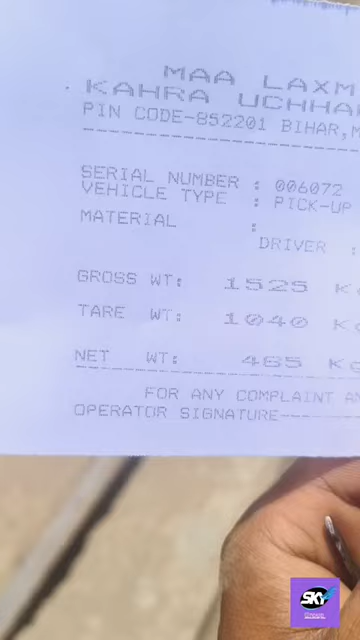 MAA LAXM
KAHRA UCHHA
PIN CODE-852201 BIHAR,M
SERIAL NUMBER : 006072
VEHICLE TYPE : PICK-UP
MATERIAL :
DRIVER :
GROSS WT: 1525 K
TARE WT: 1040 K
NET WT: 485 K
FOR ANY COMPLAINT AN
OPERATOR SIGNATURE
SKY